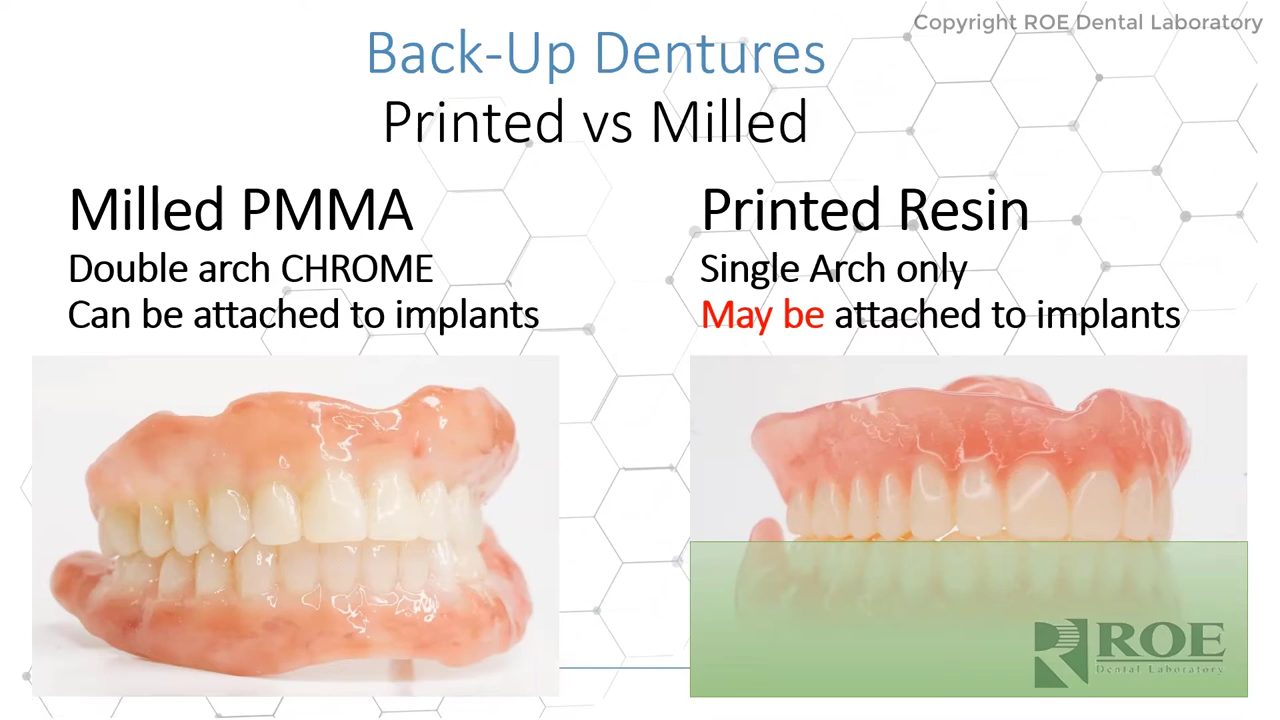 Copyright ROE Dental Laboratory
Back-Up Dentures
Printed vs Milled
Milled PMMA
Double arch CHROME
Can be attached to implants
Printed Resin
Single Arch only
May be attached to implants
ROE
Dental Laboratory